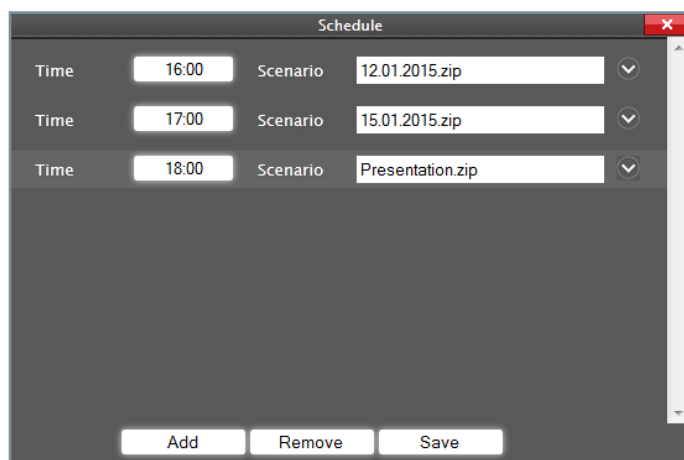 Schedule
Time 16:00 Scenario 12.01.2015.zip
Time 17:00 Scenario 15.01.2015.zip
Time 18:00 Scenario Presentation.zip
Add Remove Save